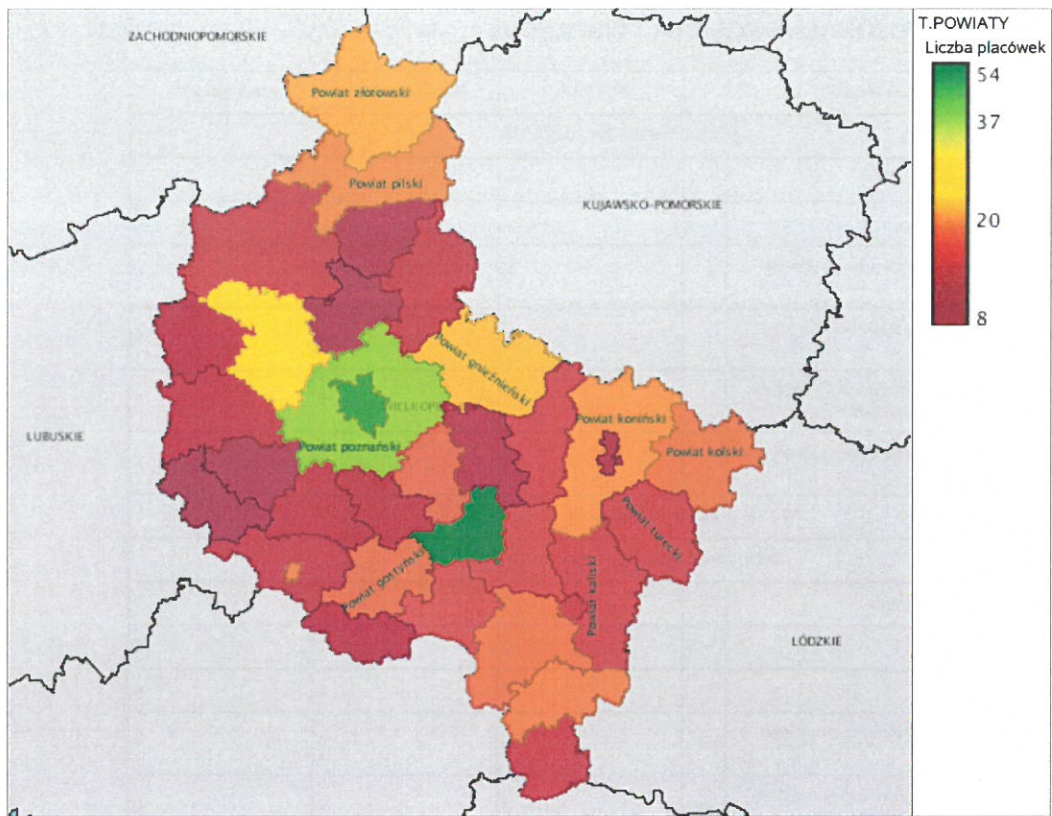 ZACHODNIOPOMORSKIE
T.POWIATY
Liczba placówek
54
37
20
8
Powiat złotowski
Powiat pilski
KUJAWSKO-POMORSKIE
Powiat gnieźnieński
Powiat koniński
LUBUSKIE
Powiat poznański
Powiat kolski
Powiat turecki
Powiat gostyński
Powiat kaliski
ŁÓDZKIE